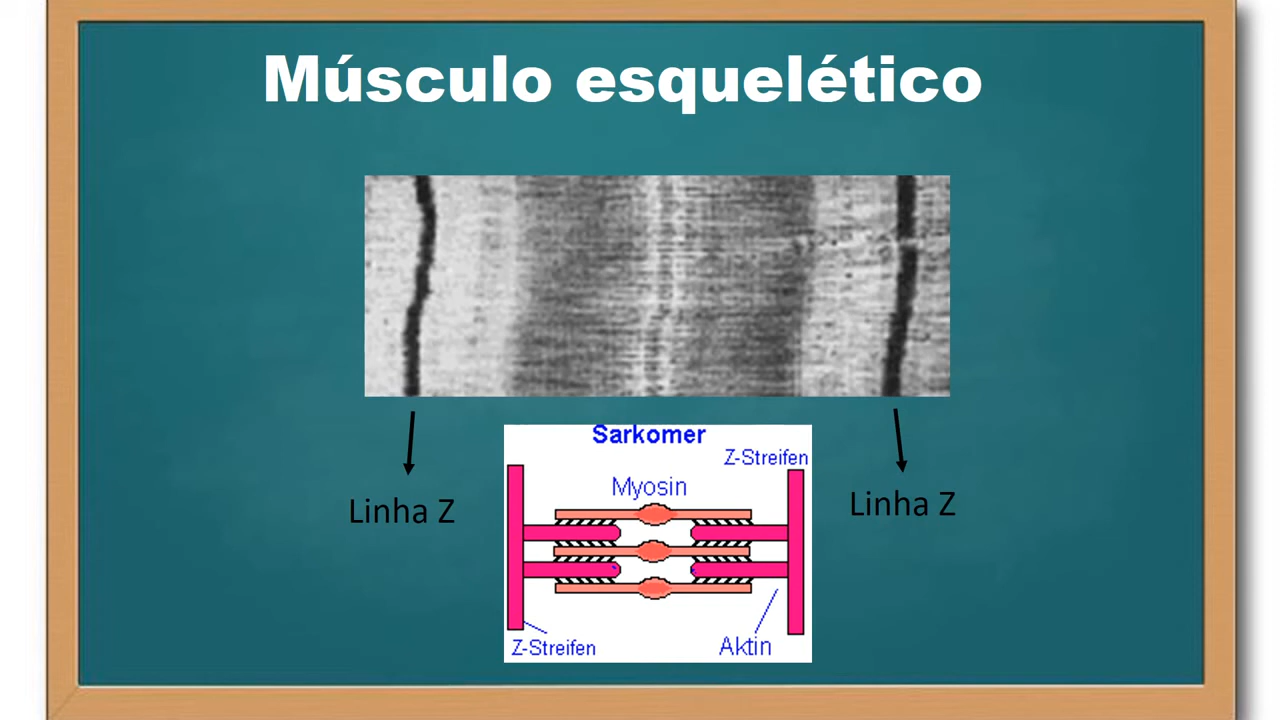 Músculo esquelético
Sarkomer
Z-Streifen
Myosin
Linha Z
Linha Z
Z-Streifen
Aktin